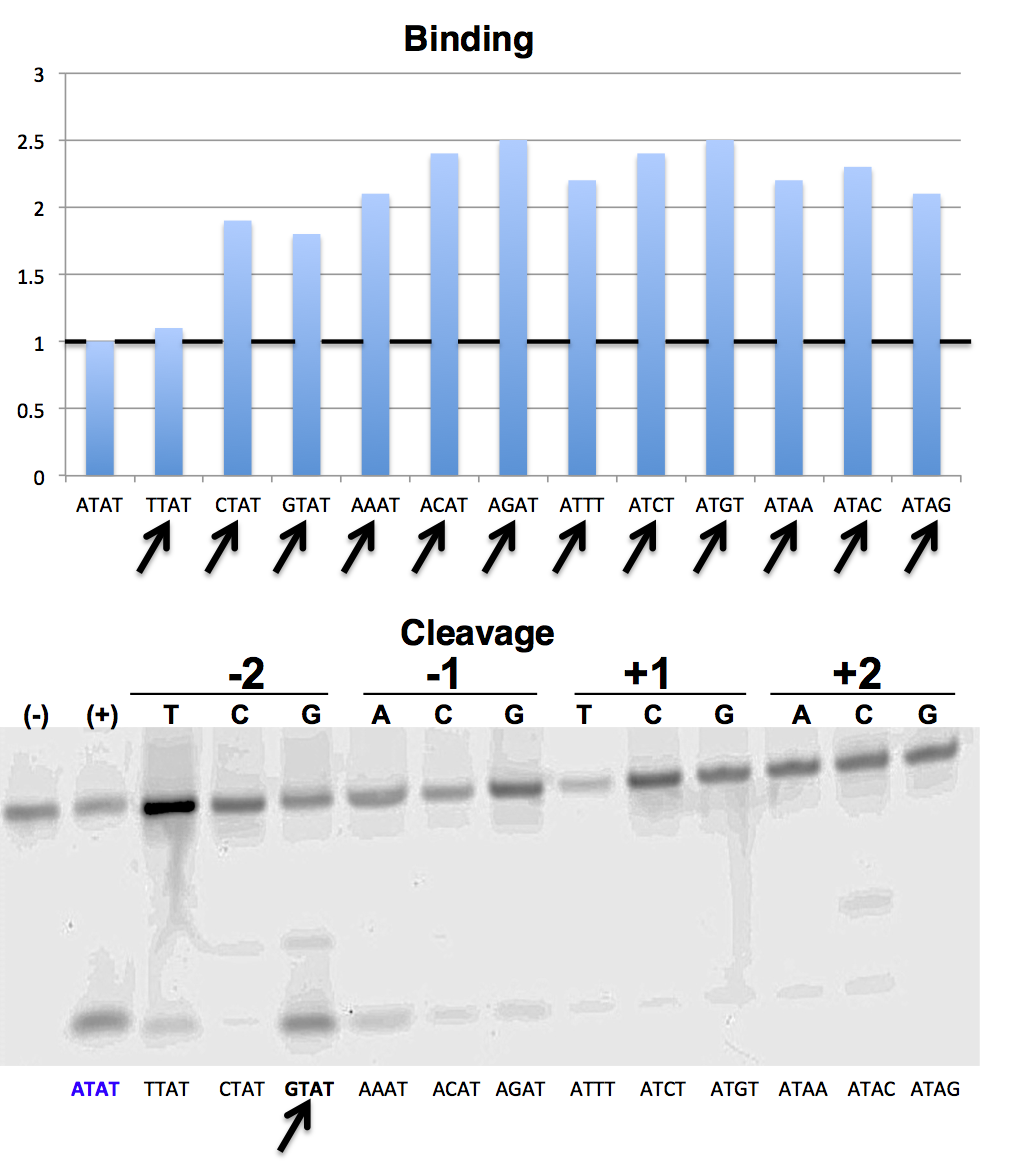 Binding
3
2.5
2
1.5
1
0.5
0
ATAT TTAT CTAT GTAT AAAT ACAT AGAT ATTT ATCT ATGT ATAA ATAC ATAG
Cleavage
-2 -1 +1 +2
(-) (+) T C G A C G T C G A C G
ATAT TTAT CTAT GTAT AAAT ACAT AGAT ATTT ATCT ATGT ATAA ATAC ATAG